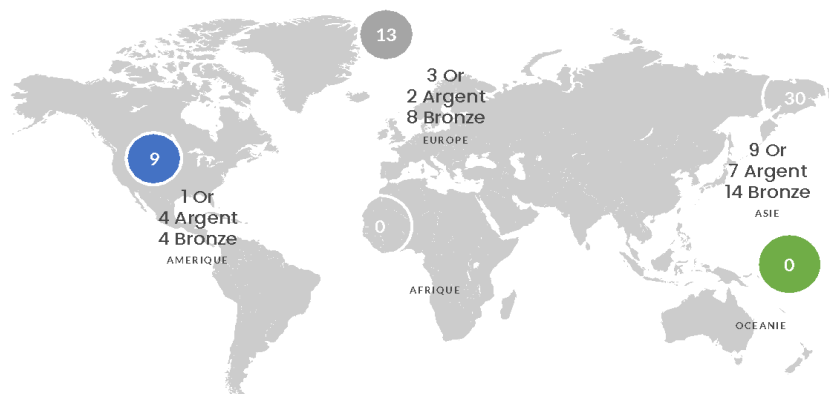 13
3 Or
2 Argent
8 Bronze
EUROPE
30
9 Or
7 Argent
14 Bronze
ASIE
9
1 Or
4 Argent
4 Bronze
AMERIQUE
0
AFRIQUE
0
OCEANIE